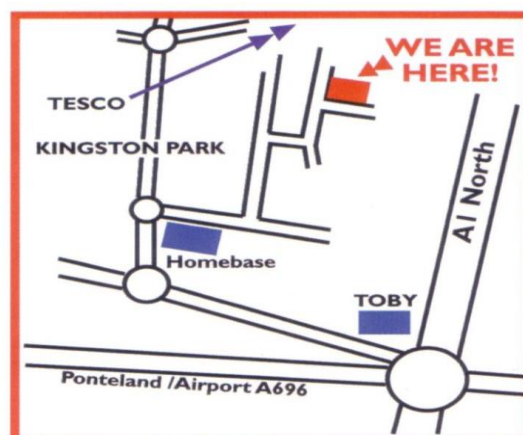 WE ARE
HERE!
TESCO
KINGSTON PARK
A1 North
Homebase
TOBY
Ponteland /Airport A696